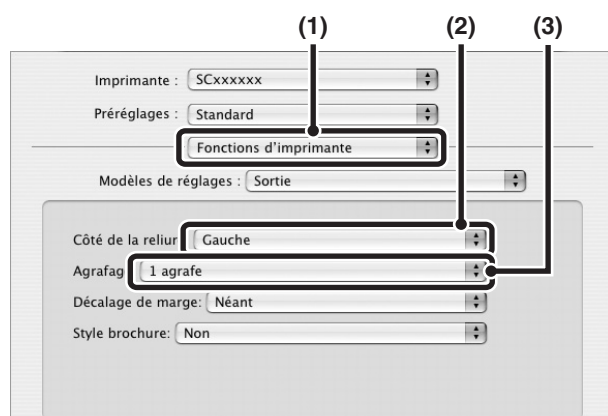 (1) (2) (3)
Imprimante : SCxxxxxx
Préréglages : Standard
Fonctions d'imprimante
Modèles de réglages : Sortie
Côté de la reliur Gauche
Agrafag 1 agrafe
Décalage de marge: Néant
Style brochure: Non